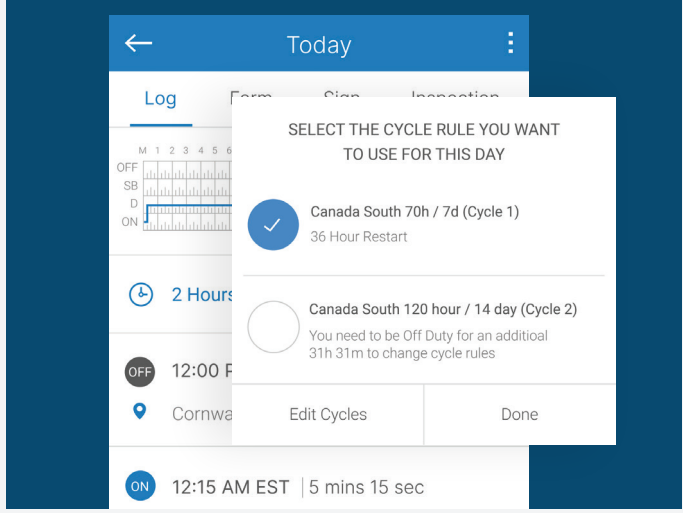 Today
Log Form Sign Inspection
SELECT THE CYCLE RULE YOU WANT
TO USE FOR THIS DAY
M 1 2 3 4 5 6
OFF
SB
D
ON
Canada South 70h / 7d (Cycle 1)
36 Hour Restart
2 Hours
Canada South 120 hour / 14 day (Cycle 2)
You need to be Off Duty for an additioal
31h 31m to change cycle rules
OFF 12:00 P
Cornwa
Edit Cycles Done
ON 12:15 AM EST | 5 mins 15 sec